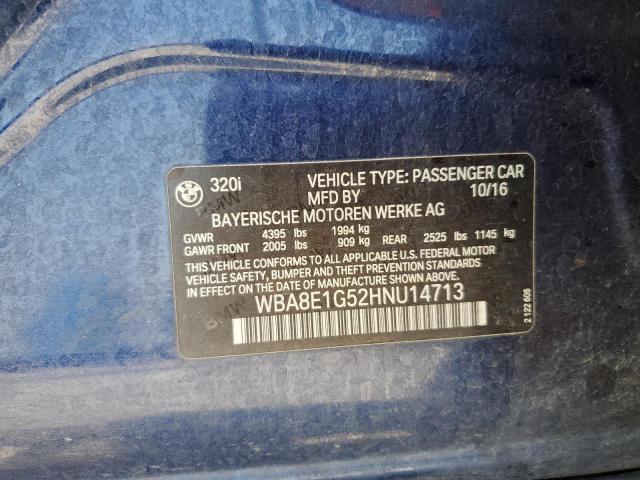 BMW 320i VEHICLE TYPE: PASSENGER CAR
MFD BY 10/16
BAYERISCHE MOTOREN WERKE AG
GVWR 4395 lbs 1994 kg
GAWR FRONT 2005 lbs 909 kg REAR 2525 lbs 1145 kg
THIS VEHICLE CONFORMS TO ALL APPLICABLE U.S. FEDERAL MOTOR
VEHICLE SAFETY, BUMPER AND THEFT PREVENTION STANDARDS
IN EFFECT ON THE DATE OF MANUFACTURE SHOWN ABOVE.
WBA8E1G52HNU14713
2 122 606